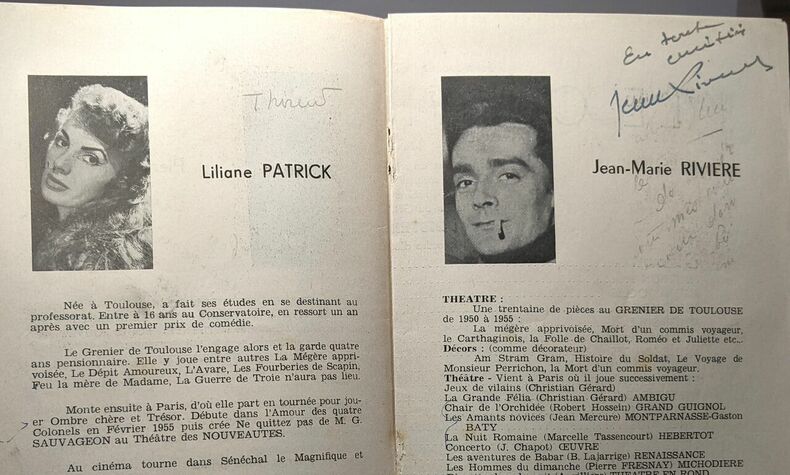 Thireut
Liliane PATRICK
Née à Toulouse, a fait ses études en se destinant au
professorat. Entre à 16 ans au Conservatoire, en ressort un an
après avec un premier prix de comédie.
Le Grenier de Toulouse l'engage alors et la garde quatre
ans pensionnaire. Elle y joue entre autres La Mégère appri-
voisée, Le Dépit Amoureux, L'Avare, Les Fourberies de Scapin,
Feu la mère de Madame, La Guerre de Troie n'aura pas lieu.
Monte ensuite à Paris, d'où elle part en tournée pour jou-
er Ombre chère et Trésor. Débute dans l'Amour des quatre
Colonels en Février 1955 puis crée Ne quittez pas de M. G.
SAUVAGEON au Théâtre des NOUVEAUTES.
Au cinéma tourne dans Sénéchal le Magnifique et
En toute
amitié
Jean Riviere
Jean-Marie RIVIERE
THEATRE :
Une trentaine de pièces au GRENIER DE TOULOUSE
de 1950 à 1955 :
La mégère apprivoisée, Mort d'un commis voyageur,
le Carthaginois, la Folle de Chaillot, Roméo et Juliette etc...
Décors : (comme décorateur)
Am Stram Gram, Histoire du Soldat, Le Voyage de
Monsieur Perrichon, la Mort d'un commis voyageur.
Théâtre - Vient à Paris où il joue successivement :
Jeux de vilains (Christian Gérard)
La Grande Félia (Christian Gérard) AMBIGU
Chair de l'Orchidée (Robert Hossein) GRAND GUIGNOL
Les Amants novices (Jean Mercure) MONTPARNASSE-Gaston
BATY
La Nuit Romaine (Marcelle Tassencourt) HEBERTOT
Concerto (J. Chapot) ŒUVRE
Les aventures de Babar (B. Lajarrige) RENAISSANCE
Les Hommes du dimanche (Pierre FRESNAY) MICHODIERE